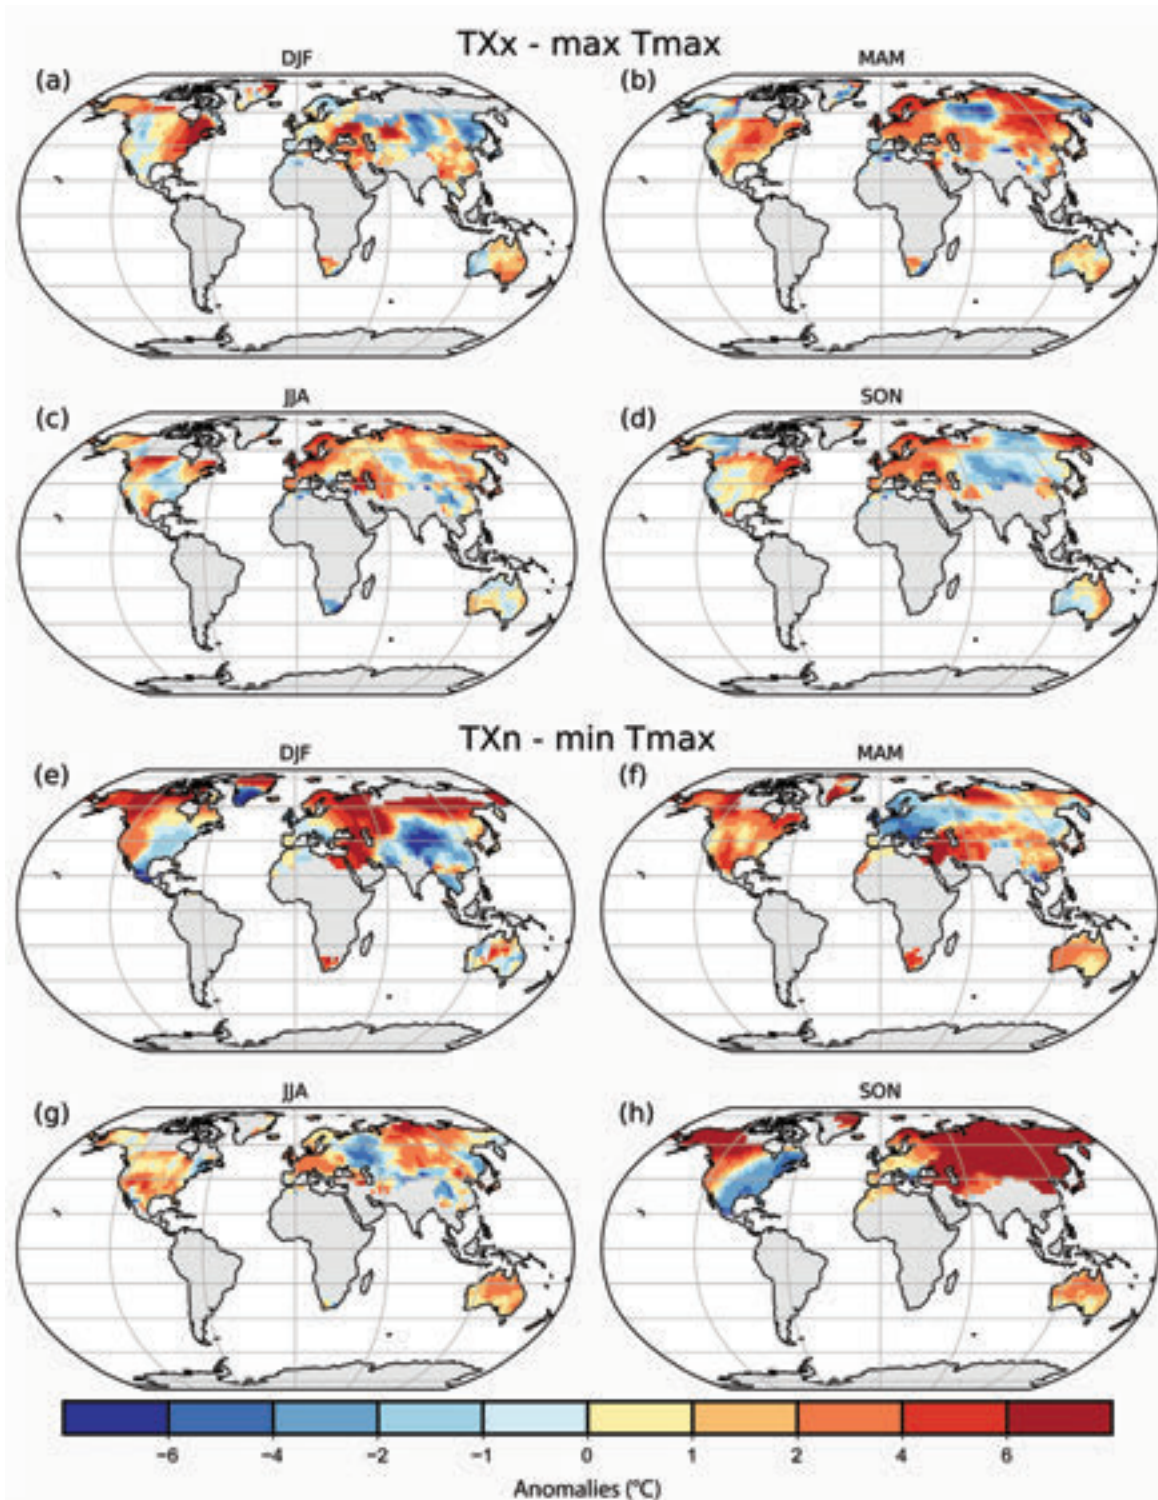 TXx - max Tmax
DJF
MAM
(a)
(b)
JJA
SON
(c)
(d)
TXn - min Tmax
DJF
MAM
(e)
(f)
JJA
SON
(g)
(h)
−6 −4 −2 −1 0 1 2 4 6
Anomalies (°C)